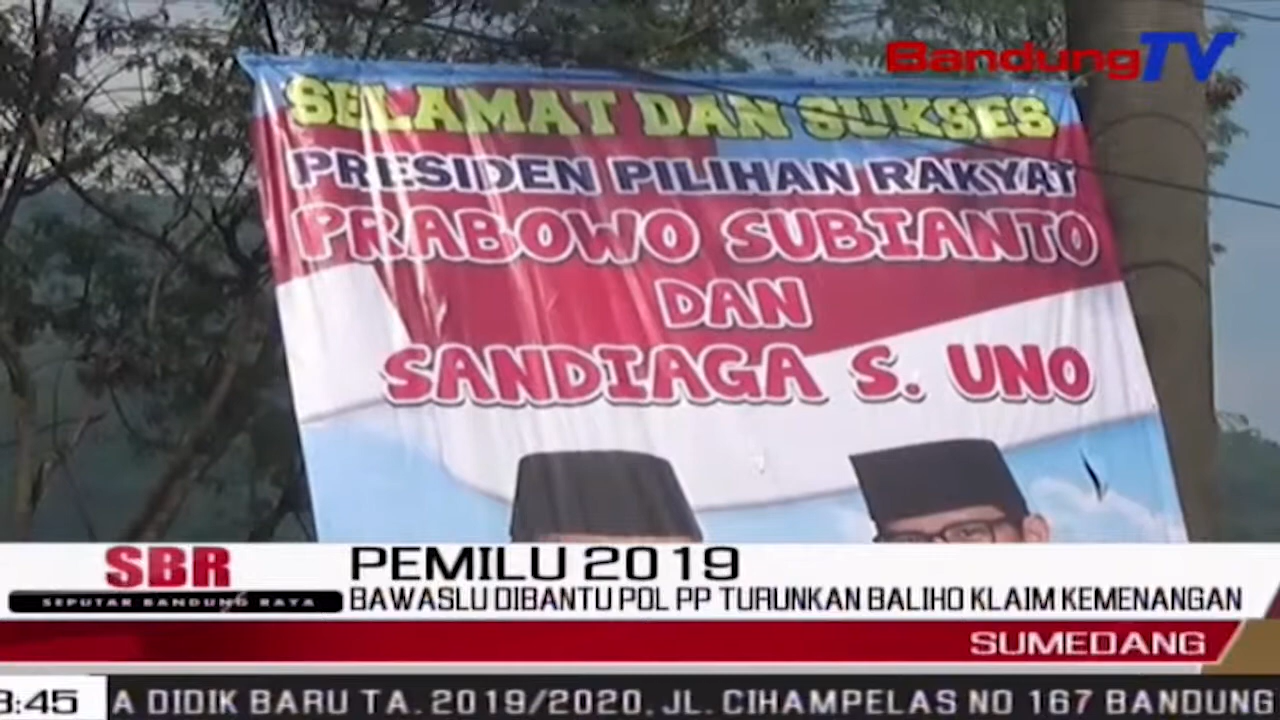 BandungTV
SELAMAT DAN SUKSES
PRESIDEN PILIHAN RAKYAT
PRABOWO SUBIANTO
DAN
SANDIAGA S. UNO
SBR
SEPUTAR BANDUNG RAYA
PEMILU 2019
BAWASLU DIBANTU POL PP TURUNKAN BALIHO KLAIM KEMENANGAN
SUMEDANG
:45
A DIDIK BARU TA. 2019/2020, JL. CIHAMPELAS NO 167 BANDUNG